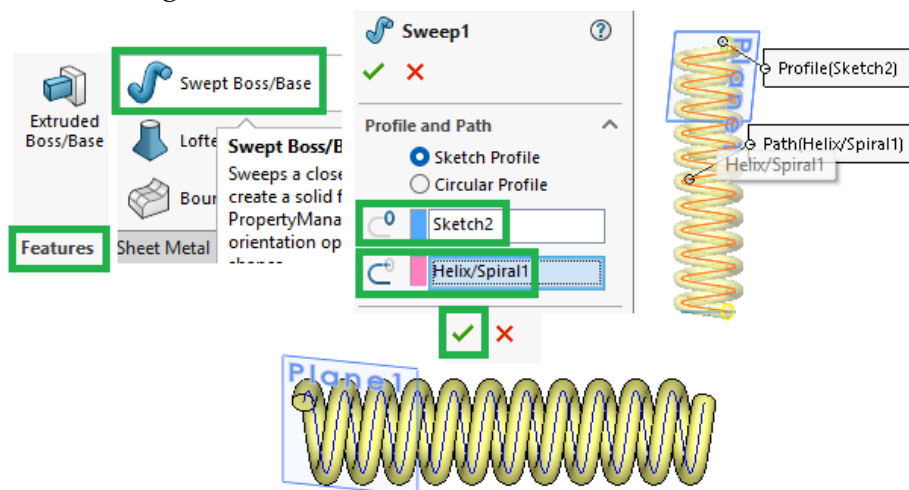 Extruded
Boss/Base
Swept Boss/Base
Lofte
Swept Boss/B
Sweeps a close
Bour
create a solid f
PropertyMana
orientation op
Features
Sheet Metal
Sweep1
Profile and Path
Sketch Profile
Circular Profile
Sketch2
Helix/Spiral1
Plane
Profile(Sketch2)
Path(Helix/Spiral1)
Helix/Spiral1
Plane1